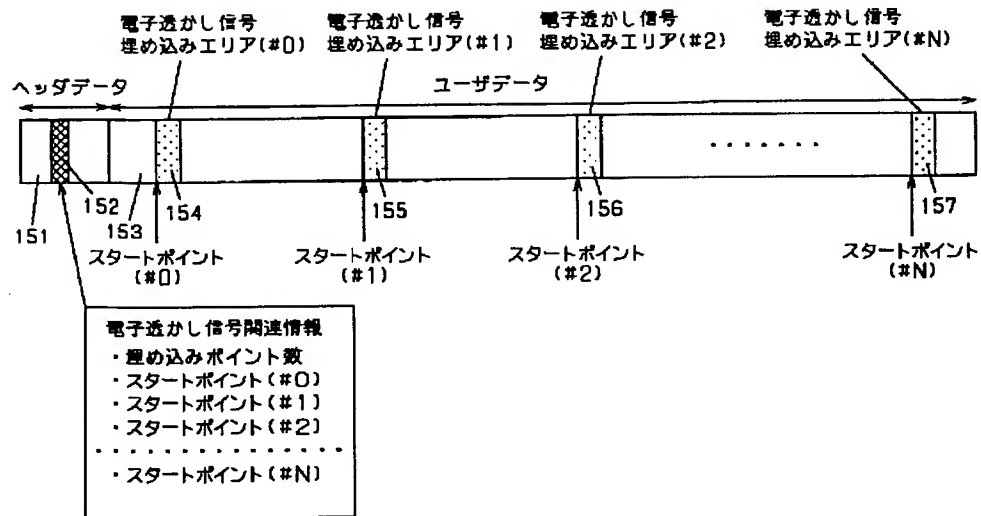 電子透かし信号
埋め込みエリア(#0)
電子透かし信号
埋め込みエリア(#1)
電子透かし信号
埋め込みエリア(#2)
電子透かし信号
埋め込みエリア(#N)
ヘッダデータ
ユーザデータ
・・・・・・・
151
152
153
154
155
156
157
スタートポイント
(#0)
スタートポイント
(#1)
スタートポイント
(#2)
スタートポイント
(#N)
電子透かし信号関連情報
・埋め込みポイント数
・スタートポイント(#0)
・スタートポイント(#1)
・スタートポイント(#2)
・・・・・・・・・・・・・・・・
・スタートポイント(#N)